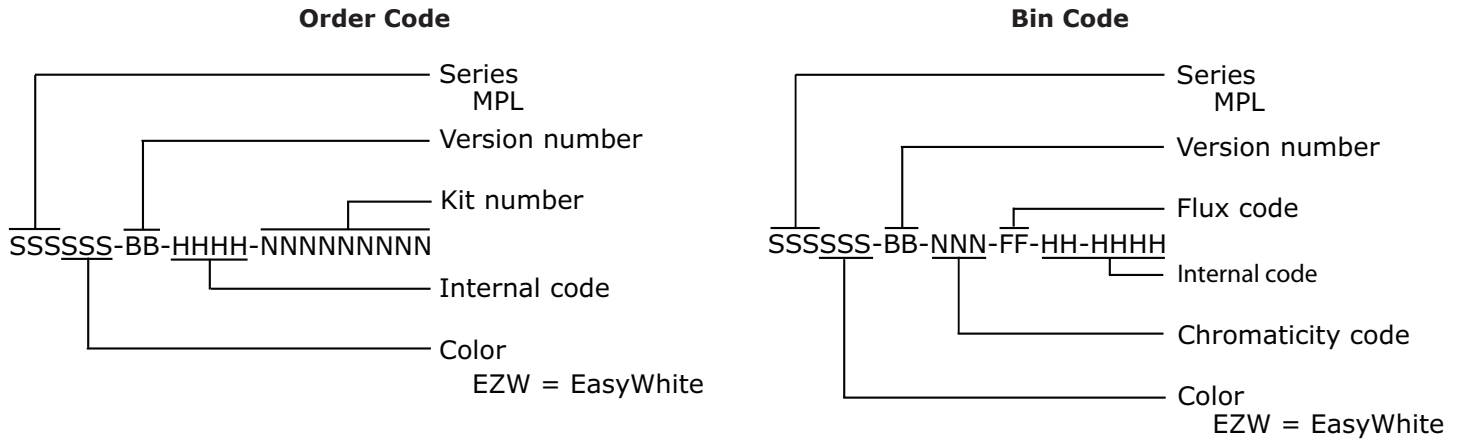 Order Code
Series
MPL
Version number
Kit number
SSSSSS-BB-HHHH-NNNNNNNNN
Internal code
Color
EZW = EasyWhite
Bin Code
Series
MPL
Version number
Flux code
SSSSSS-BB-NNN-FF-HH-HHHH
Internal code
Chromaticity code
Color
EZW = EasyWhite